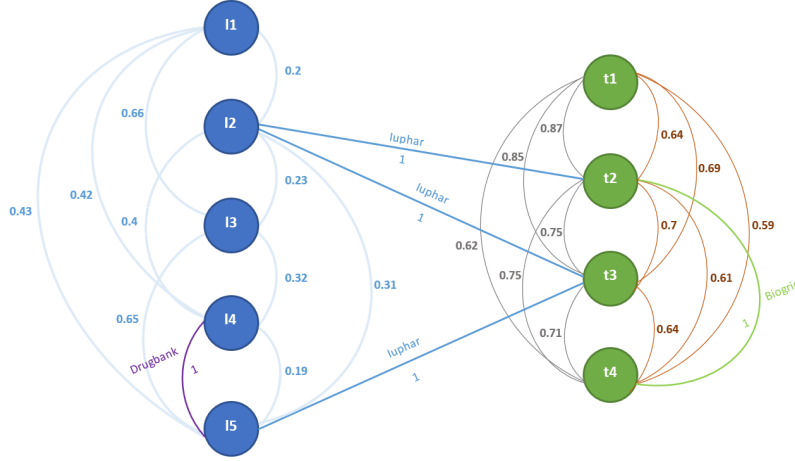 l1
0.2
t1
0.66
0.87
l2
Iuphar
0.64
1
0.85
0.69
t2
0.23
Iuphar
0.42
0.43
0.4
1
l3
0.75
0.7
0.59
0.62
0.32
0.75
t3
0.61
0.31
Biogrid
0.65
l4
1
0.71
0.64
Iuphar
Drugbank
1
0.19
1
t4
l5